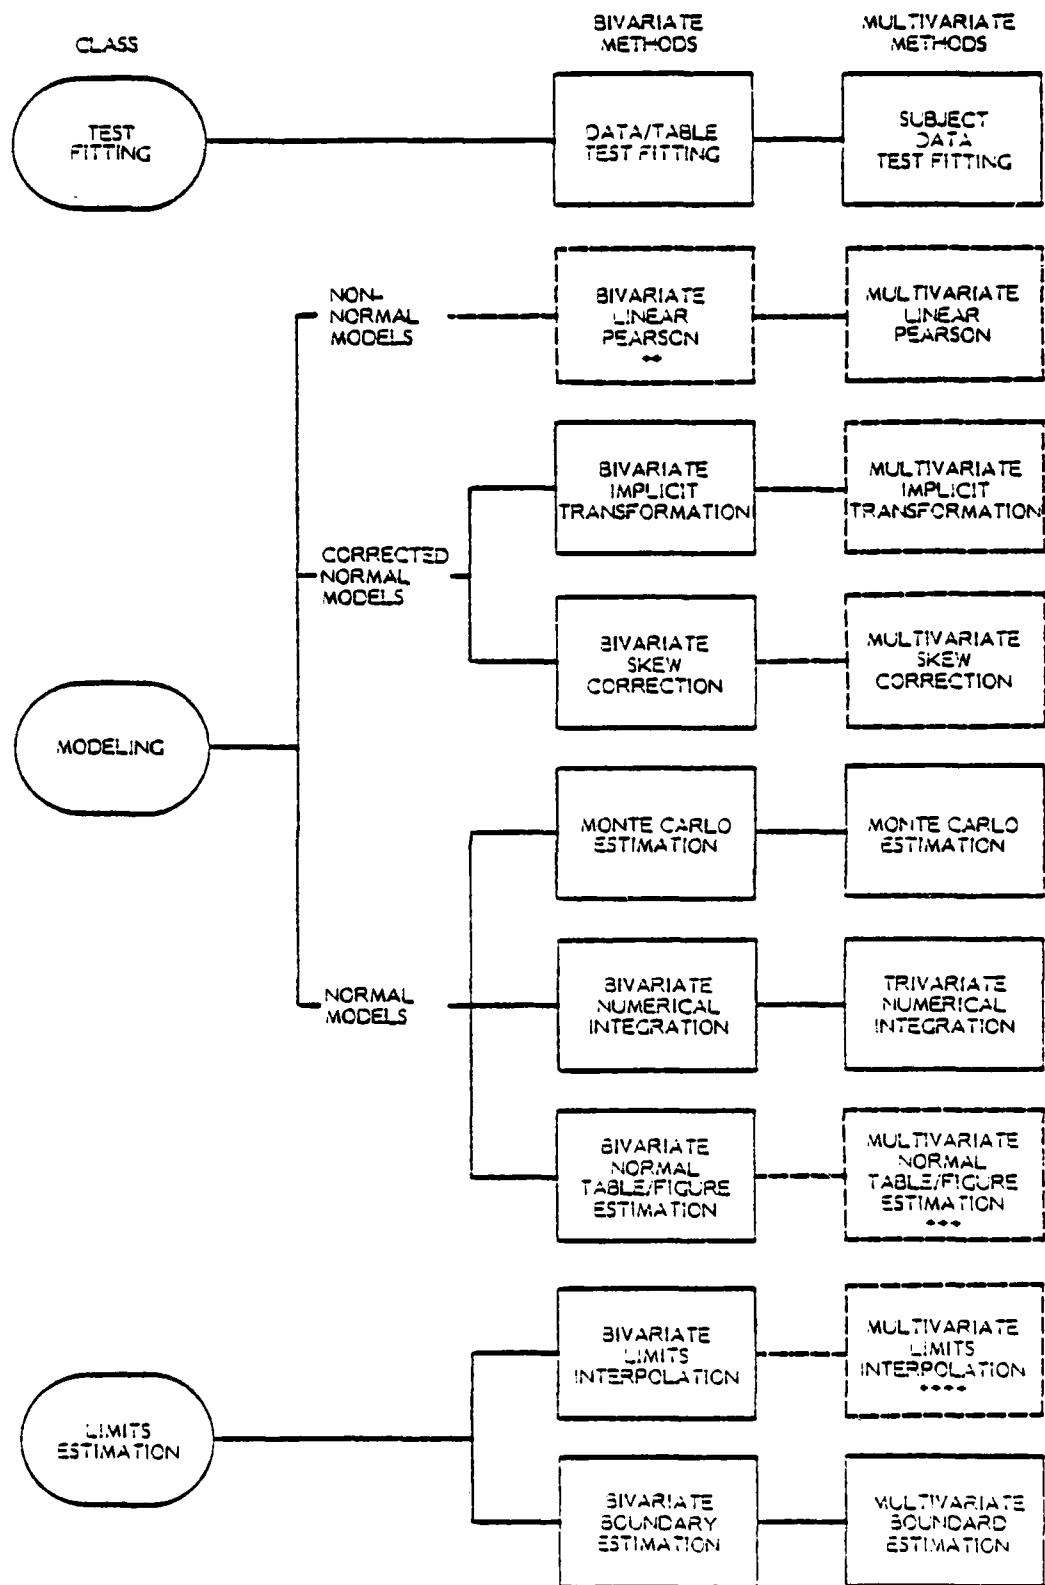 CLASS
BIVARIATE
METHODS
MULTIVARIATE
METHODS
TEST
FITTING
DATA/TABLE
TEST FITTING
SUBJECT
DATA
TEST FITTING
NON-
NORMAL
MODELS
BIVARIATE
LINEAR
PEARSON
**
MULTIVARIATE
LINEAR
PEARSON
BIVARIATE
IMPLICIT
TRANSFORMATION
MULTIVARIATE
IMPLICIT
TRANSFORMATION
CORRECTED
NORMAL
MODELS
BIVARIATE
SKEW
CORRECTION
MULTIVARIATE
SKEW
CORRECTION
MODELING
MONTE CARLO
ESTIMATION
MONTE CARLO
ESTIMATION
NORMAL
MODELS
BIVARIATE
NUMERICAL
INTEGRATION
TRIVARIATE
NUMERICAL
INTEGRATION
BIVARIATE
NORMAL
TABLE/FIGURE
ESTIMATION
MULTIVARIATE
NORMAL
TABLE/FIGURE
ESTIMATION
***
BIVARIATE
LIMITS
INTERPOLATION
MULTIVARIATE
LIMITS
INTERPOLATION
****
LIMITS
ESTIMATION
BIVARIATE
BOUNDARY
ESTIMATION
MULTIVARIATE
BOUNDARD
ESTIMATION